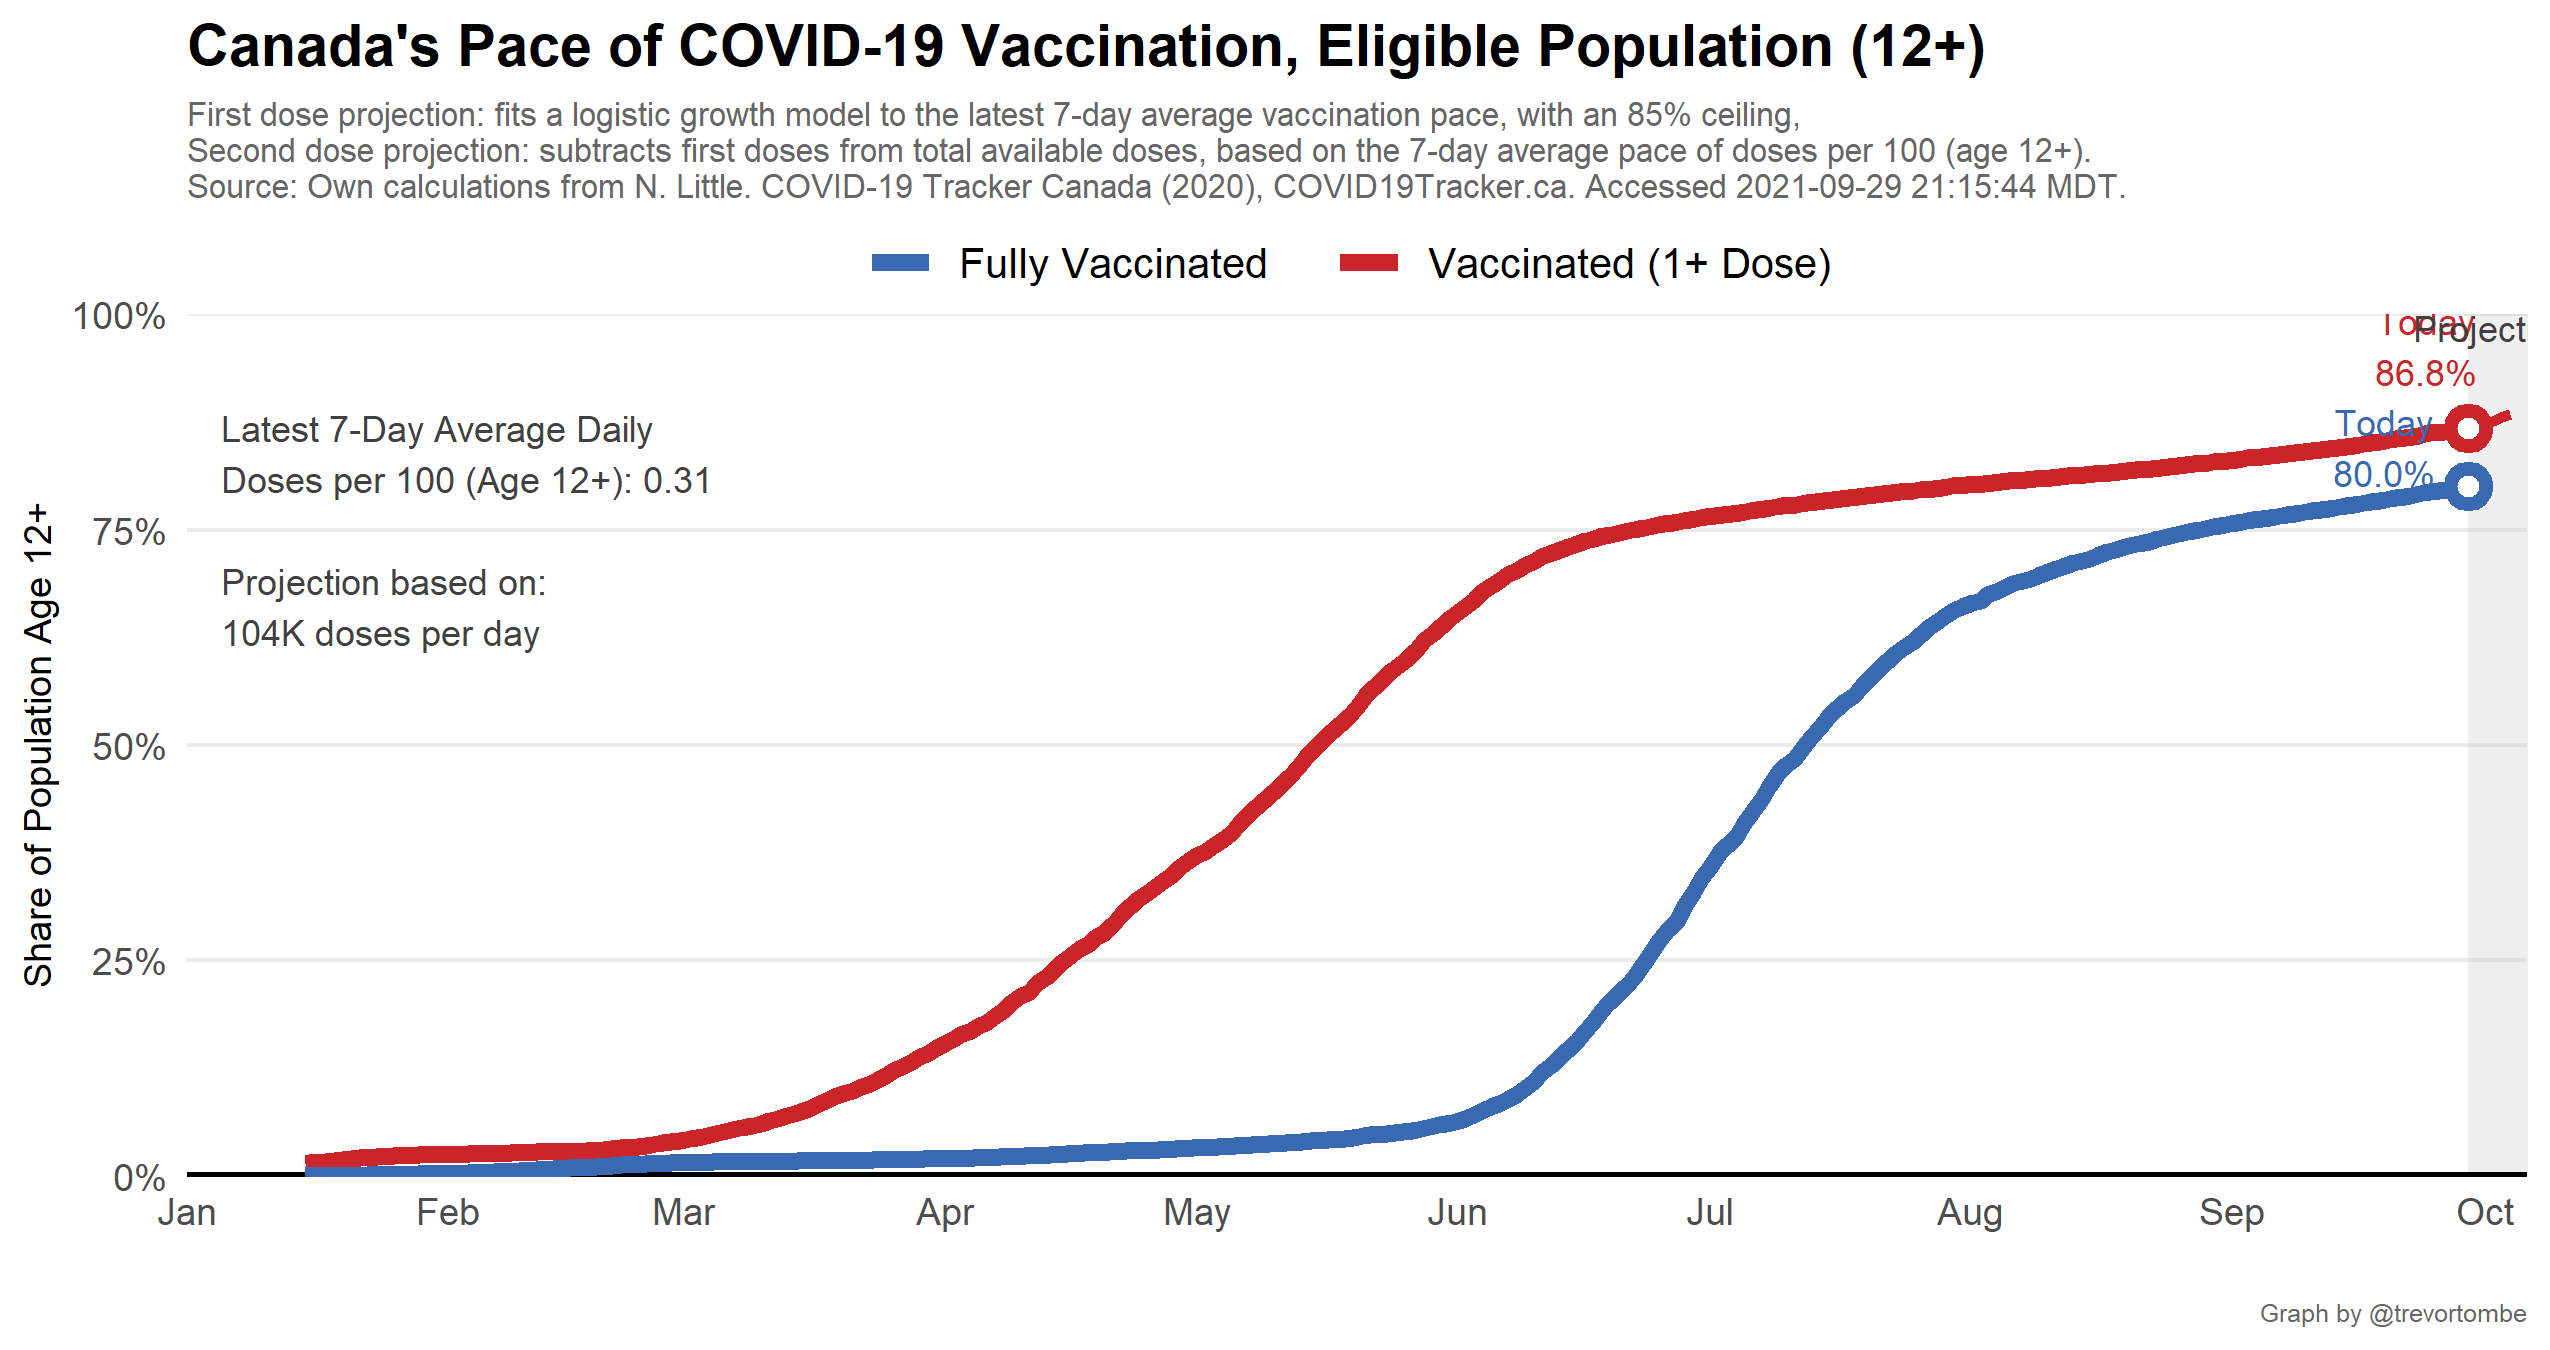 Canada's Pace of COVID-19 Vaccination, Eligible Population (12+)
First dose projection: fits a logistic growth model to the latest 7-day average vaccination pace, with an 85% ceiling,
Second dose projection: subtracts first doses from total available doses, based on the 7-day average pace of doses per 100 (age 12+).
Source: Own calculations from N. Little. COVID-19 Tracker Canada (2020), COVID19Tracker.ca. Accessed 2021-09-29 21:15:44 MDT.
Fully Vaccinated
Vaccinated (1+ Dose)
100%
75%
50%
25%
0%
Share of Population Age 12+
Latest 7-Day Average Daily
Doses per 100 (Age 12+): 0.31
Projection based on:
104K doses per day
Today
86.8%
Project
Today
80.0%
Jan
Feb
Mar
Apr
May
Jun
Jul
Aug
Sep
Oct
Graph by @trevortombe